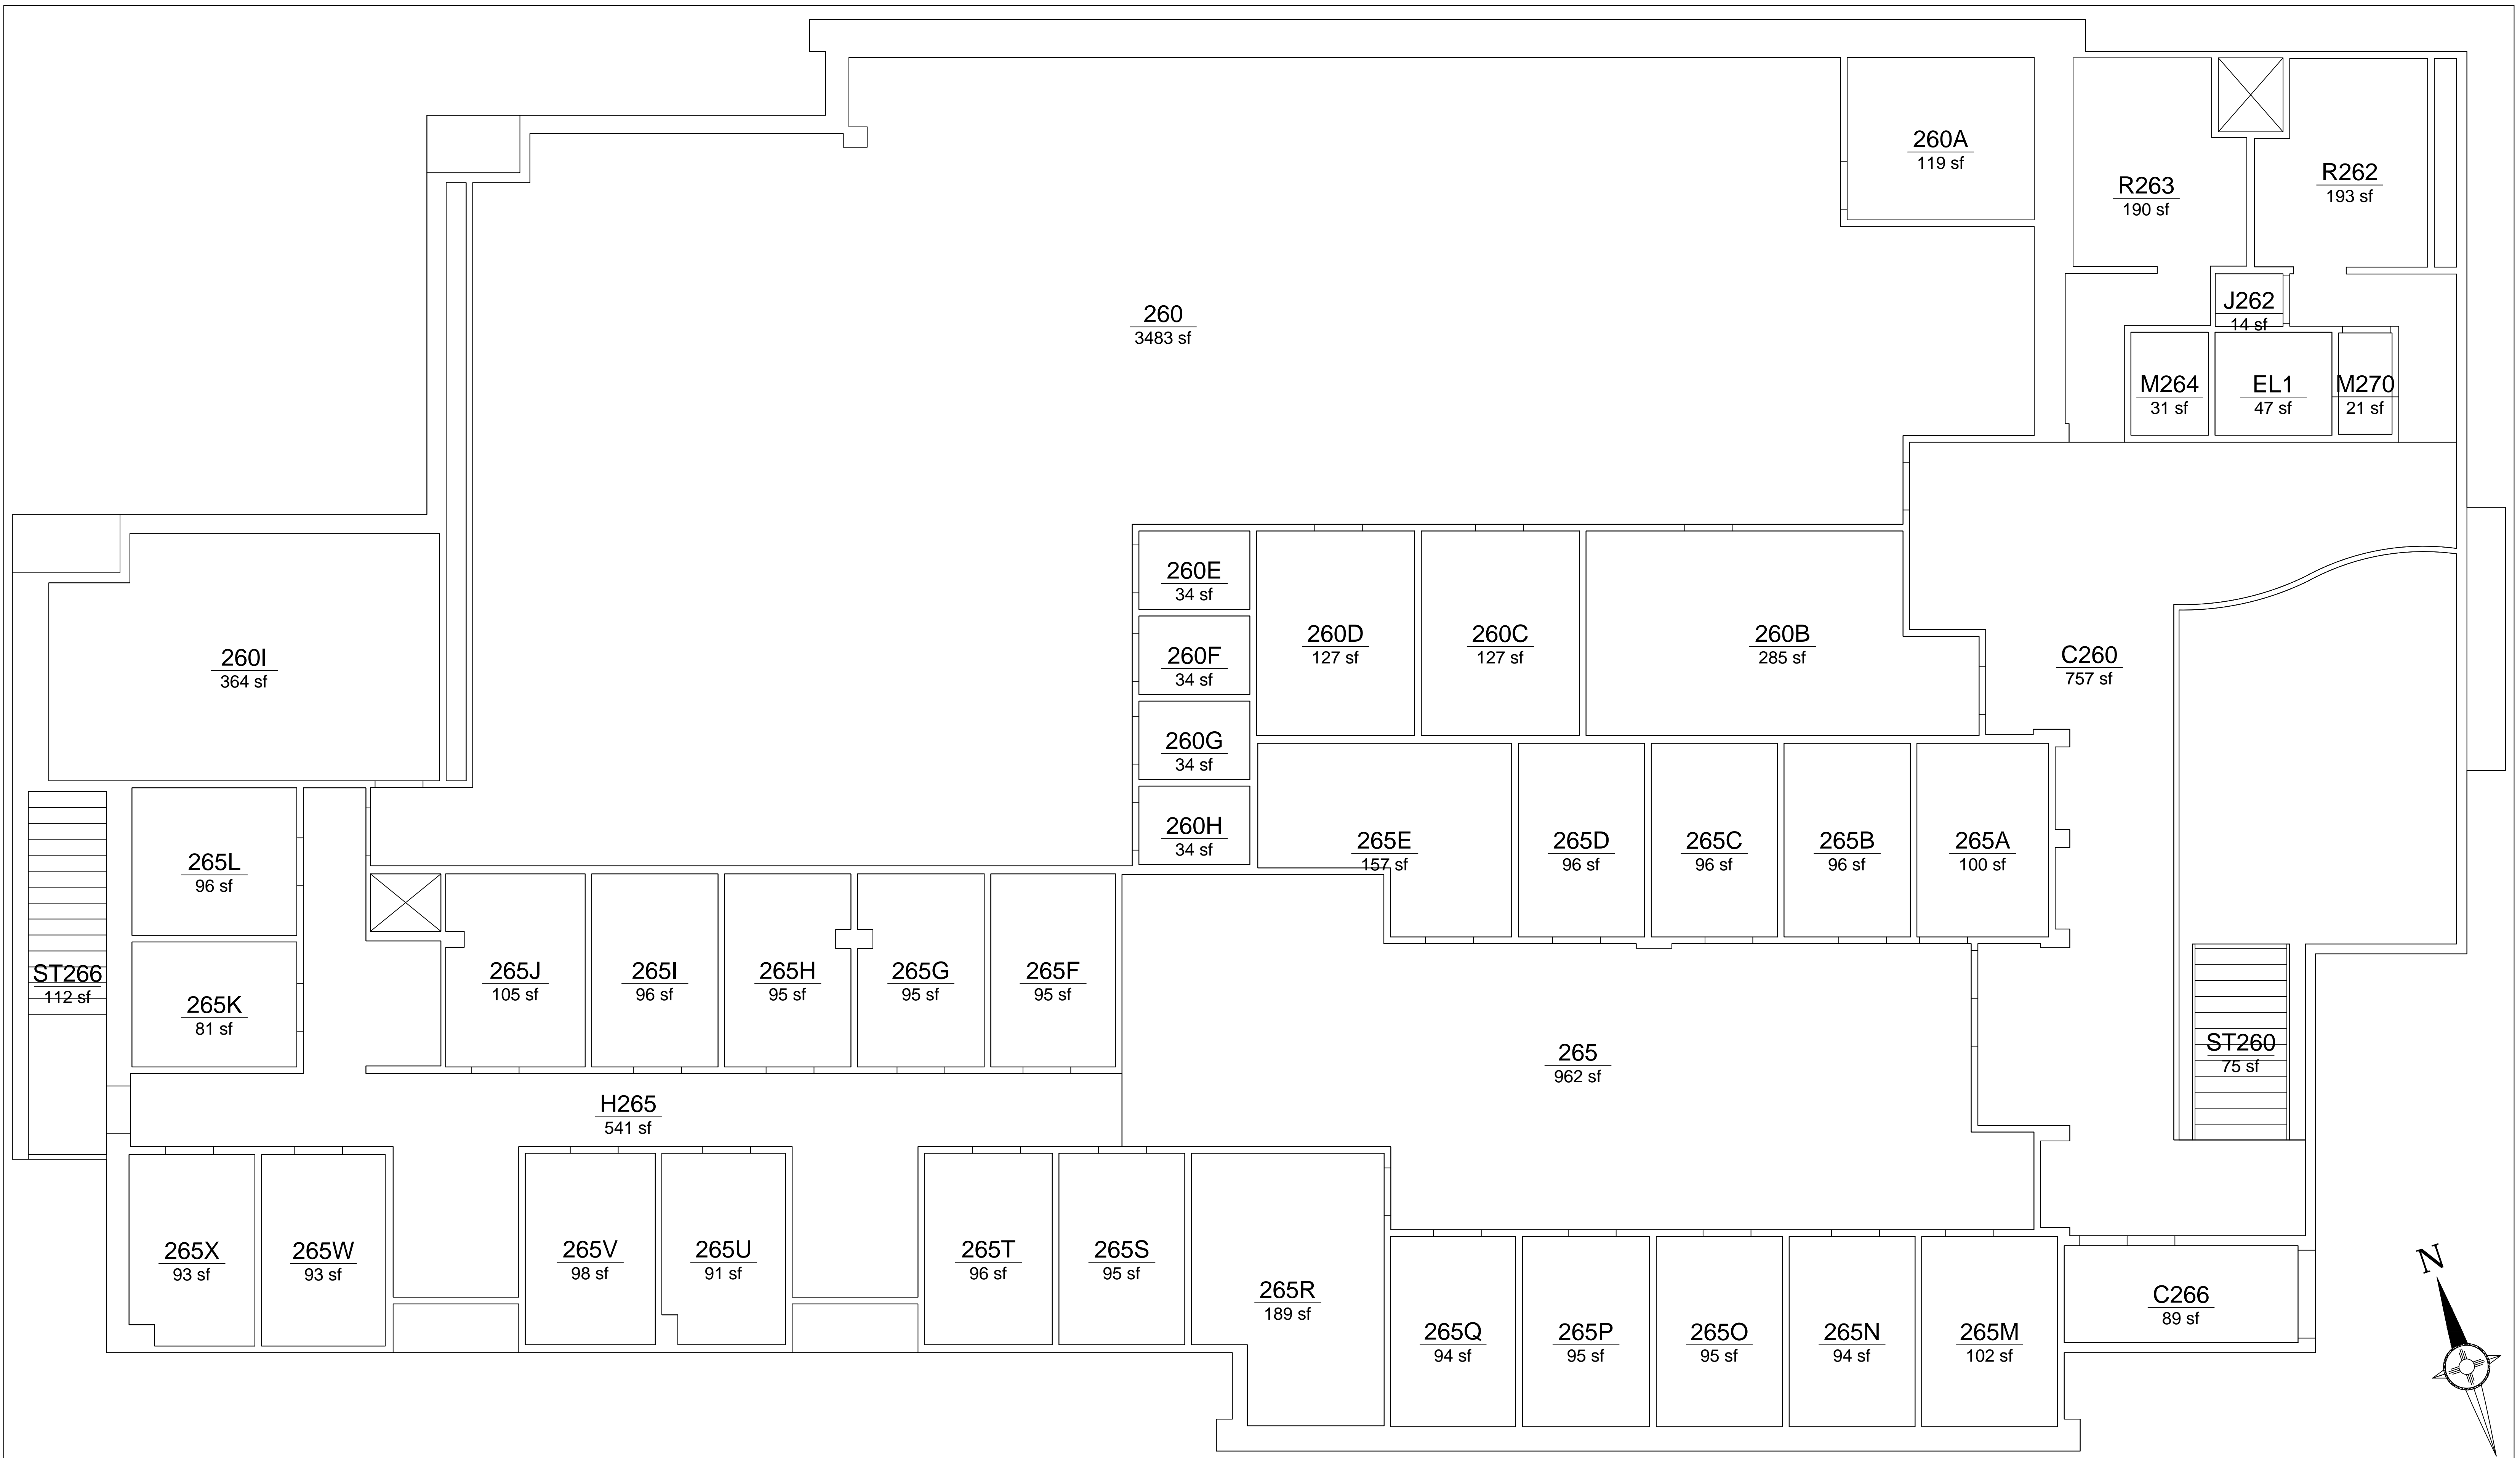 260A
119 sf
R263
190 sf
R262
193 sf
260
3483 sf
J262
14 sf
M264
31 sf
EL1
47 sf
M270
21 sf
260E
34 sf
260I
364 sf
260F
34 sf
260D
127 sf
260C
127 sf
260B
285 sf
C260
757 sf
260G
34 sf
260H
34 sf
265L
96 sf
265E
157 sf
265D
96 sf
265C
96 sf
265B
96 sf
265A
100 sf
ST266
112 sf
265K
81 sf
265J
105 sf
265I
96 sf
265H
95 sf
265G
95 sf
265F
95 sf
265
962 sf
ST260
75 sf
H265
541 sf
265X
93 sf
265W
93 sf
265V
98 sf
265U
91 sf
265T
96 sf
265S
95 sf
265R
189 sf
265Q
94 sf
265P
95 sf
265O
95 sf
265N
94 sf
265M
102 sf
C266
89 sf
N